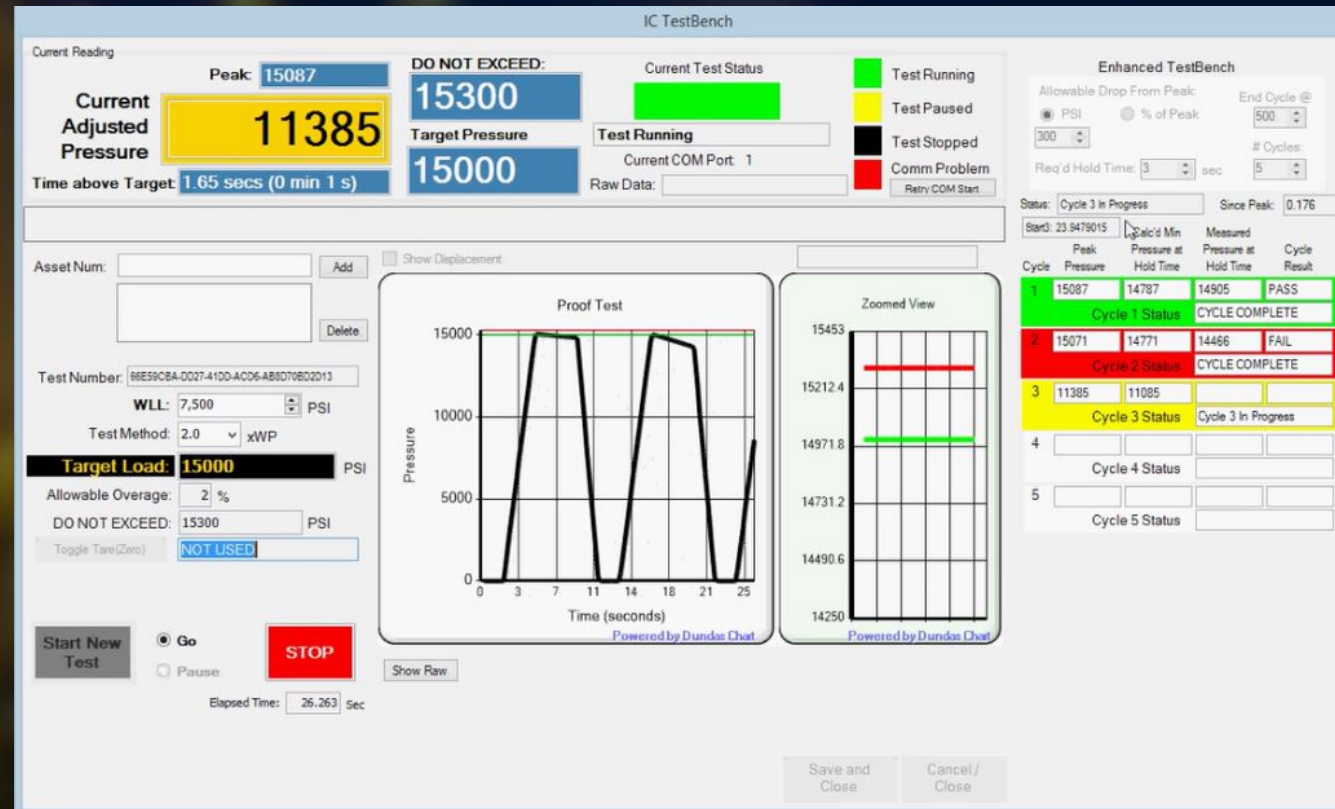 IC TestBench
Current Reading
Peak: 15087
Current Adjusted Pressure 11385
Time above Target: 1.65 secs (0 min 1 s)
DO NOT EXCEED:
15300
Target Pressure
15000
Current Test Status
Test Running
Current COM Port: 1
Raw Data:
Test Running
Test Paused
Test Stopped
Comm Problem
Retry COM Start
Enhanced TestBench
Allowable Drop From Peak:
PSI % of Peak
300
End Cycle @
500
# Cycles:
5
Req'd Hold Time: 3 sec
Status: Cycle 3 In Progress Since Peak: 0.176
Start3: 23.9479015
Cycle
Peak Pressure
Calc'd Min Pressure at Hold Time
Measured Pressure at Hold Time
Cycle Result
1 15087 14787 14905 PASS
Cycle 1 Status CYCLE COMPLETE
2 15071 14771 14466 FAIL
Cycle 2 Status CYCLE COMPLETE
3 11385 11085
Cycle 3 Status Cycle 3 In Progress
4
Cycle 4 Status
5
Cycle 5 Status
Asset Num: Add
Delete
Test Number:
WLL: 7,500 PSI
Test Method: 2.0 xWP
Target Load: 15000 PSI
Allowable Overage: 2 %
DO NOT EXCEED: 15300 PSI
Toggle Tare(Zero) NOT USED
Start New Test
Go
Pause
STOP
Elapsed Time: 26.263 Sec
Show Displacement
Proof Test
Pressure
15000
10000
5000
0
0 3 7 11 14 18 21 25
Time (seconds)
Powered by Dundas Chart
Zoomed View
15453
15212.4
14971.8
14731.2
14490.6
14250
Powered by Dundas Chart
Show Raw
Save and Close
Cancel / Close